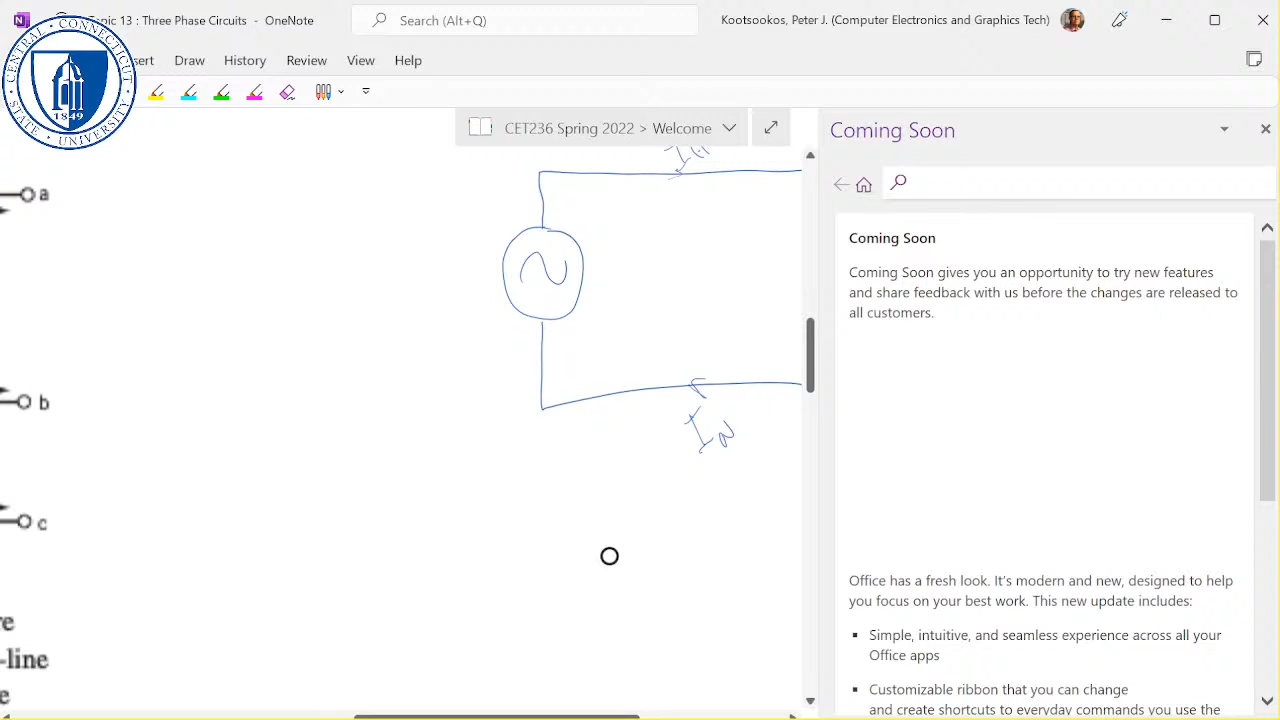 Topic 13 : Three Phase Circuits - OneNote
Search (Alt+Q)
Kootsookos, Peter J. (Computer Electronics and Graphics Tech)
Draw
History
Review
View
Help
CENTRAL CONNECTICUT STATE UNIVERSITY
1849
CET236 Spring 2022 > Welcome
Coming Soon
a
Coming Soon
Coming Soon gives you an opportunity to try new features
and share feedback with us before the changes are released to
all customers.
b
IN
c
Office has a fresh look. It's modern and new, designed to help
you focus on your best work. This new update includes:
-line
▪ Simple, intuitive, and seamless experience across all your
Office apps
▪ Customizable ribbon that you can change
and create shortcuts to everyday commands you use the